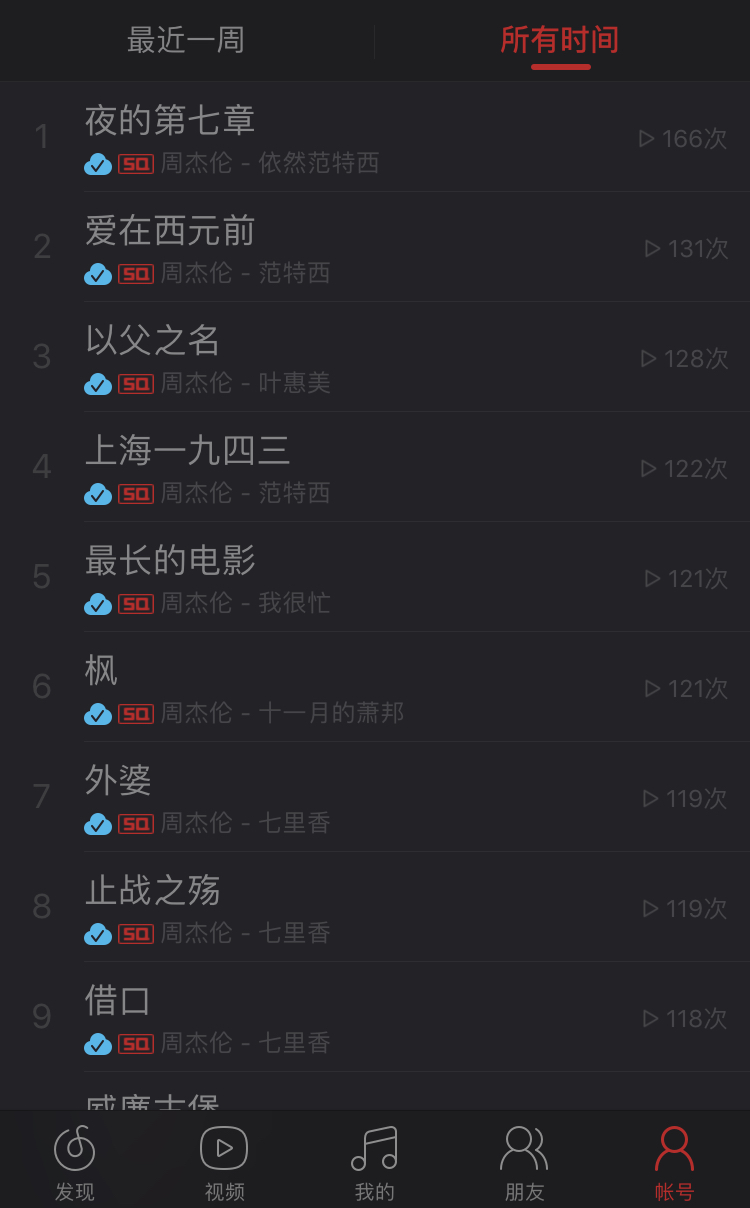 最近一周
所有时间
1
夜的第七章
SQ 周杰伦 - 依然范特西
166次
2
爱在西元前
SQ 周杰伦 - 范特西
131次
3
以父之名
SQ 周杰伦 - 叶惠美
128次
4
上海一九四三
SQ 周杰伦 - 范特西
122次
5
最长的电影
SQ 周杰伦 - 我很忙
121次
6
枫
SQ 周杰伦 - 十一月的萧邦
121次
7
外婆
SQ 周杰伦 - 七里香
119次
8
止战之殇
SQ 周杰伦 - 七里香
119次
9
借口
SQ 周杰伦 - 七里香
118次
威廉古堡
发现
视频
我的
朋友
帐号